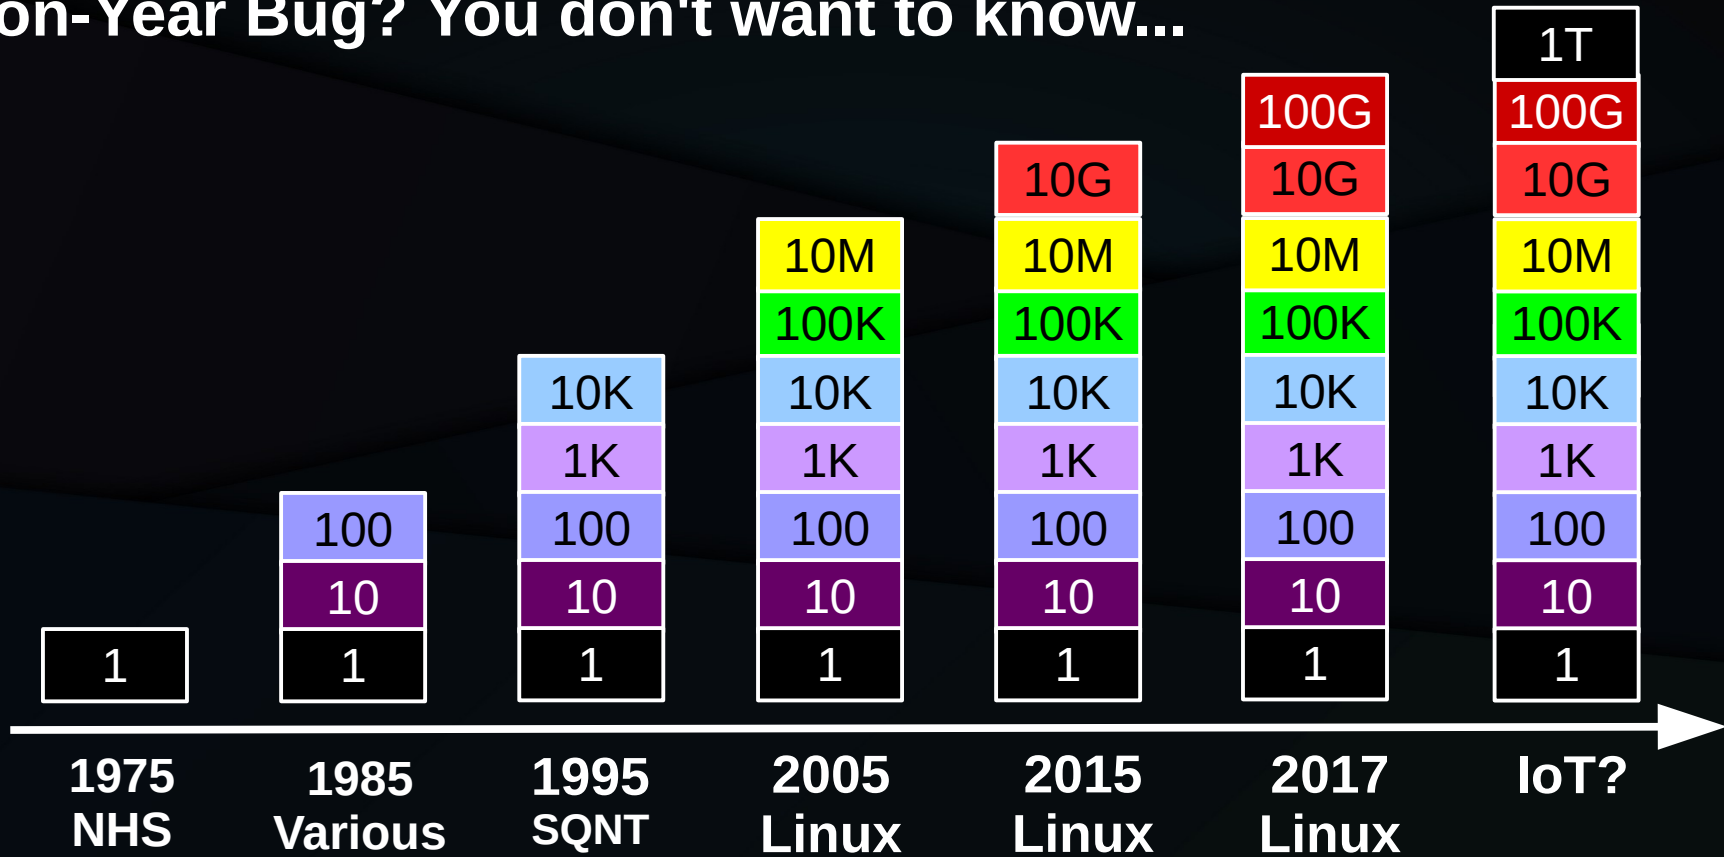 on-Year Bug? You don't want to know...
1T
100G 100G
10G 10G 10G
10M 10M 10M 10M
100K 100K 100K 100K
10K 10K 10K 10K 10K
1K 1K 1K 1K 1K
100 100 100 100 100 100
10 10 10 10 10 10
1 1 1 1 1 1 1
1975 1985 1995 2005 2015 2017 IoT?
NHS Various SQNT Linux Linux Linux